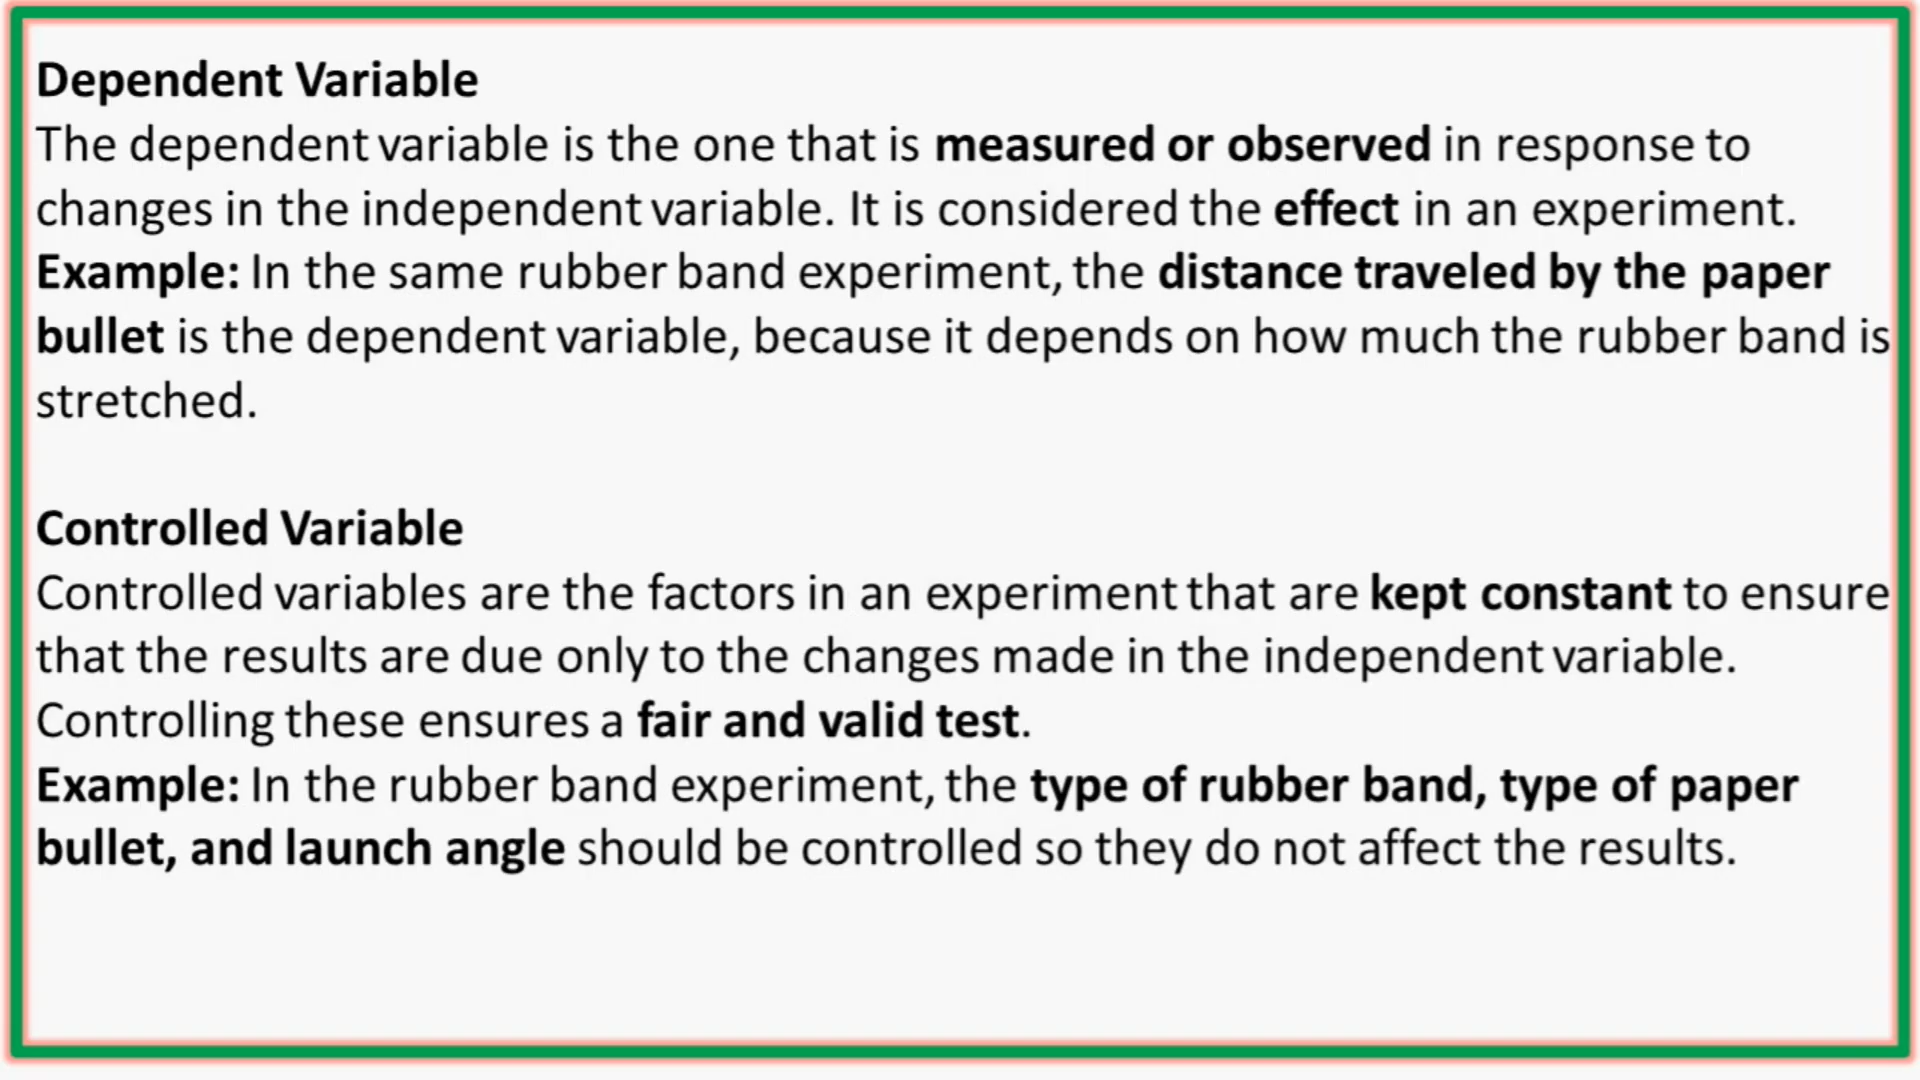 Dependent Variable
The dependent variable is the one that is measured or observed in response to
changes in the independent variable. It is considered the effect in an experiment.
Example: In the same rubber band experiment, the distance traveled by the paper
bullet is the dependent variable, because it depends on how much the rubber band is
stretched.
Controlled Variable
Controlled variables are the factors in an experiment that are kept constant to ensure
that the results are due only to the changes made in the independent variable.
Controlling these ensures a fair and valid test.
Example: In the rubber band experiment, the type of rubber band, type of paper
bullet, and launch angle should be controlled so they do not affect the results.